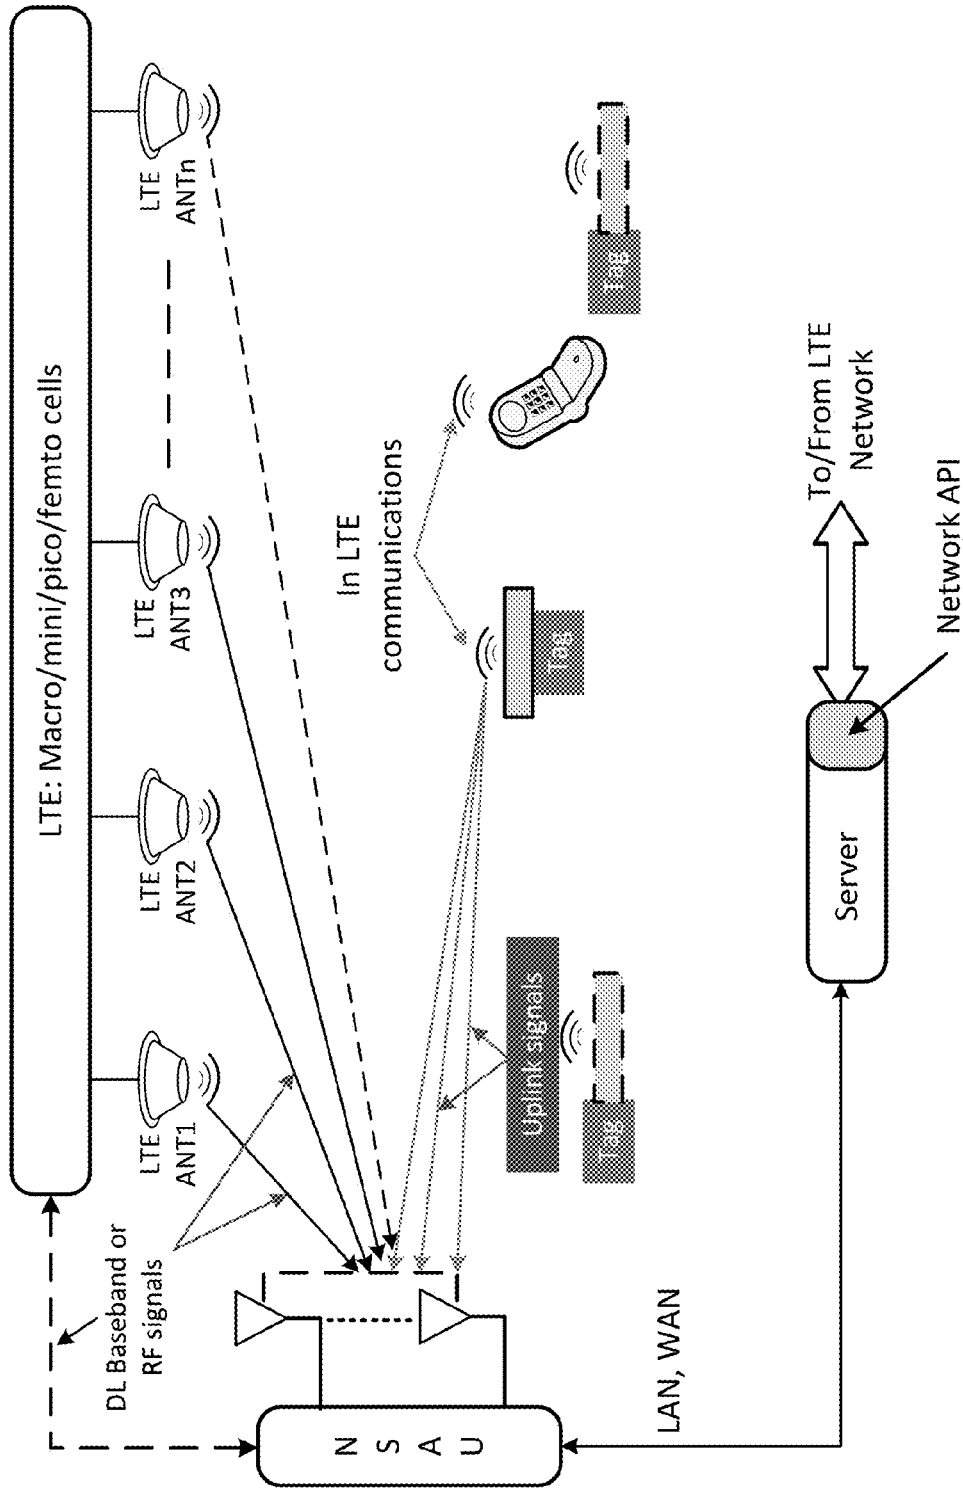 LTE: Macro/mini/pico/femto cells
LTE
ANT1
LTE
ANT2
LTE
ANT3
LTE
ANTn
DL Baseband or
RF signals
In LTE
communications
N
S
A
U
Uplink signals
Tag
Tag
Tag
LAN, WAN
Server
To/From LTE
Network
Network API